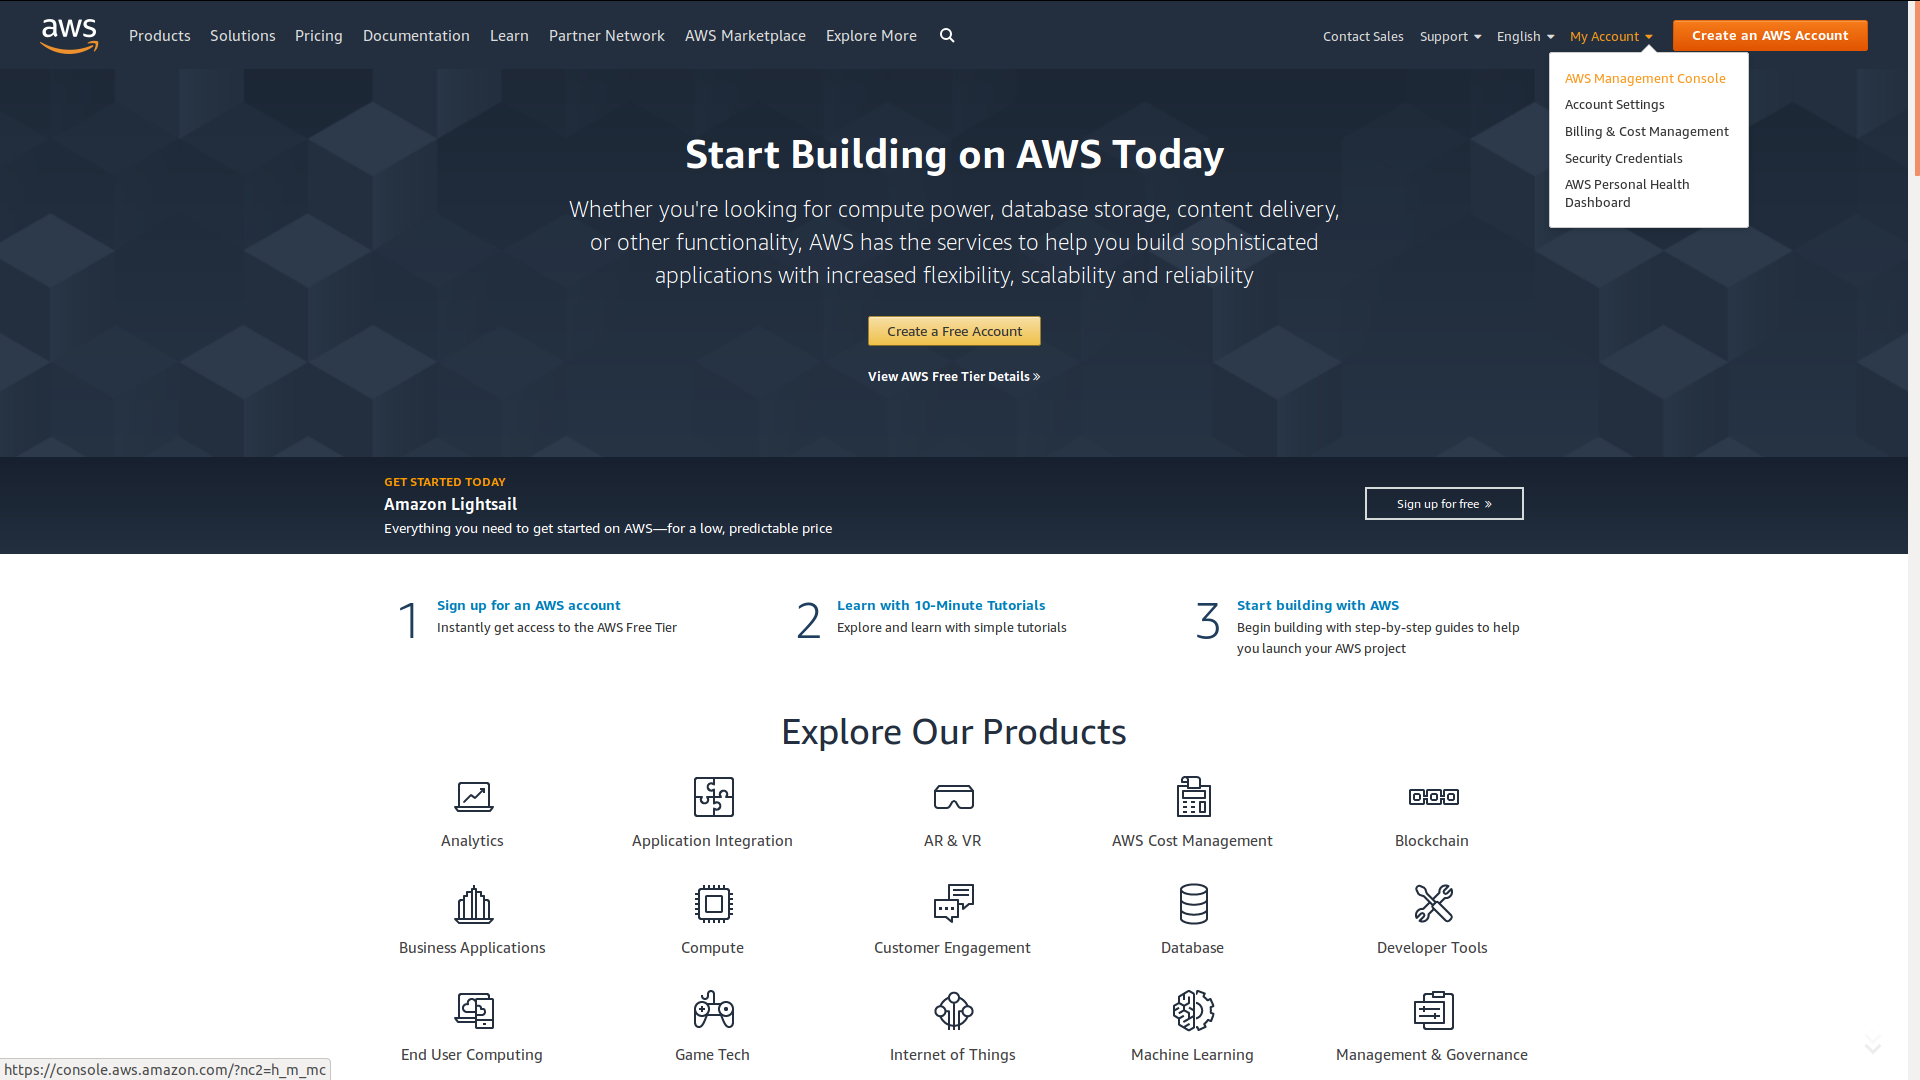 aws
Products Solutions Pricing Documentation Learn Partner Network AWS Marketplace Explore More
Contact Sales Support English My Account Create an AWS Account
AWS Management Console
Account Settings
Billing & Cost Management
Security Credentials
AWS Personal Health
Dashboard
Start Building on AWS Today
Whether you're looking for compute power, database storage, content delivery,
or other functionality, AWS has the services to help you build sophisticated
applications with increased flexibility, scalability and reliability
Create a Free Account
View AWS Free Tier Details »
GET STARTED TODAY
Amazon Lightsail
Everything you need to get started on AWS—for a low, predictable price
Sign up for free »
1
Sign up for an AWS account
Instantly get access to the AWS Free Tier
2
Learn with 10-Minute Tutorials
Explore and learn with simple tutorials
3
Start building with AWS
Begin building with step-by-step guides to help
you launch your AWS project
Explore Our Products
Analytics Application Integration AR & VR AWS Cost Management Blockchain
Business Applications Compute Customer Engagement Database Developer Tools
End User Computing Game Tech Internet of Things Machine Learning Management & Governance
https://console.aws.amazon.com/?nc2=h_m_mc